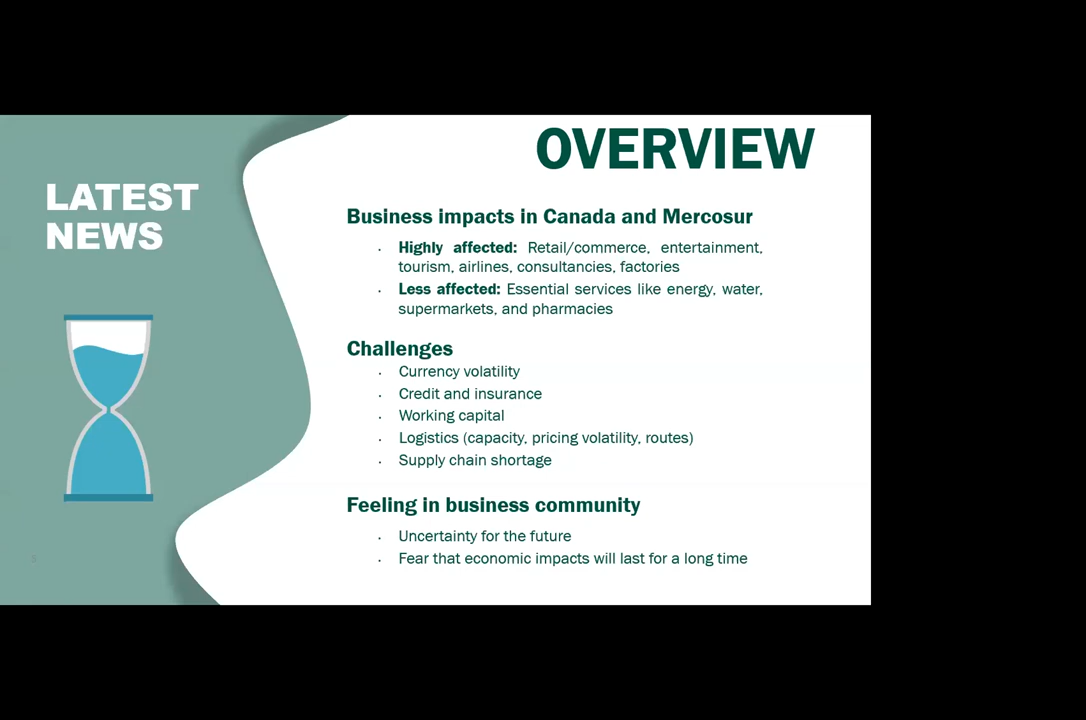 OVERVIEW
LATEST
NEWS
Business impacts in Canada and Mercosur
· Highly affected: Retail/commerce, entertainment,
tourism, airlines, consultancies, factories
· Less affected: Essential services like energy, water,
supermarkets, and pharmacies
Challenges
· Currency volatility
· Credit and insurance
· Working capital
· Logistics (capacity, pricing volatility, routes)
· Supply chain shortage
Feeling in business community
· Uncertainty for the future
· Fear that economic impacts will last for a long time
5